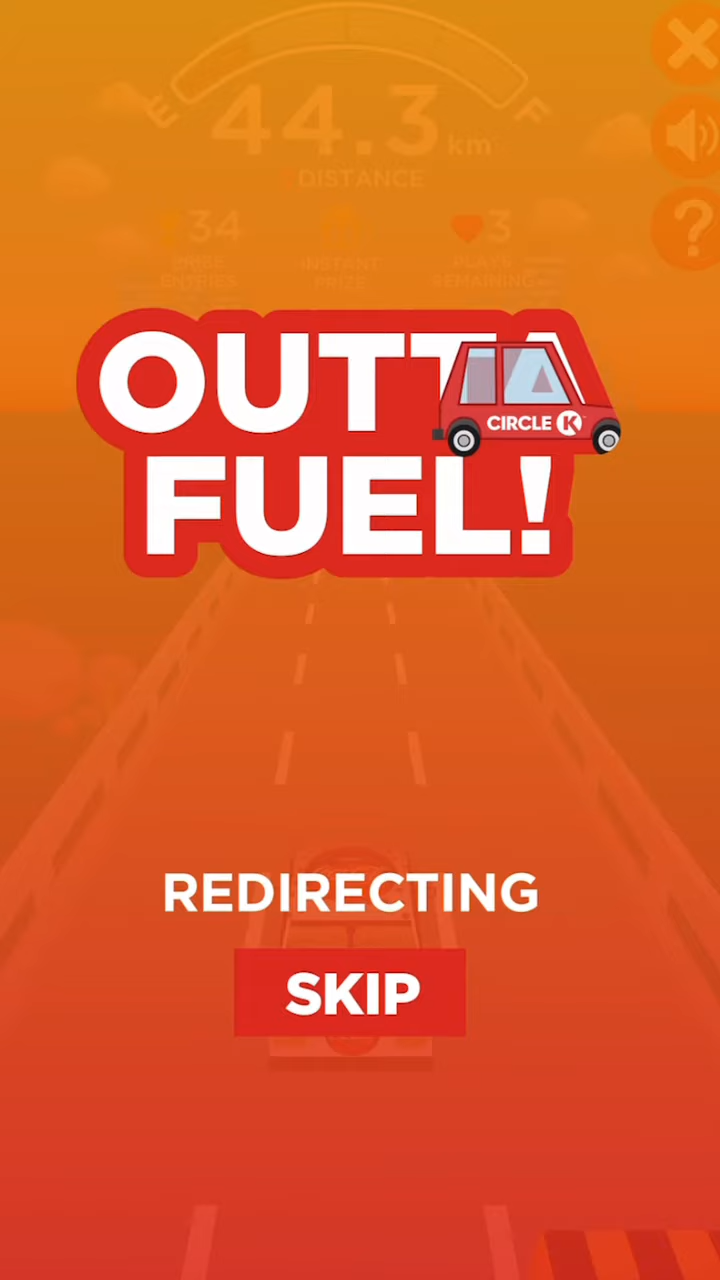 E F
44.3 km
DISTANCE
34 3
PRIZE INSTANT PLAYS
ENTRIES PRIZE REMAINING
OUTTA
CIRCLE K
FUEL!
REDIRECTING
SKIP